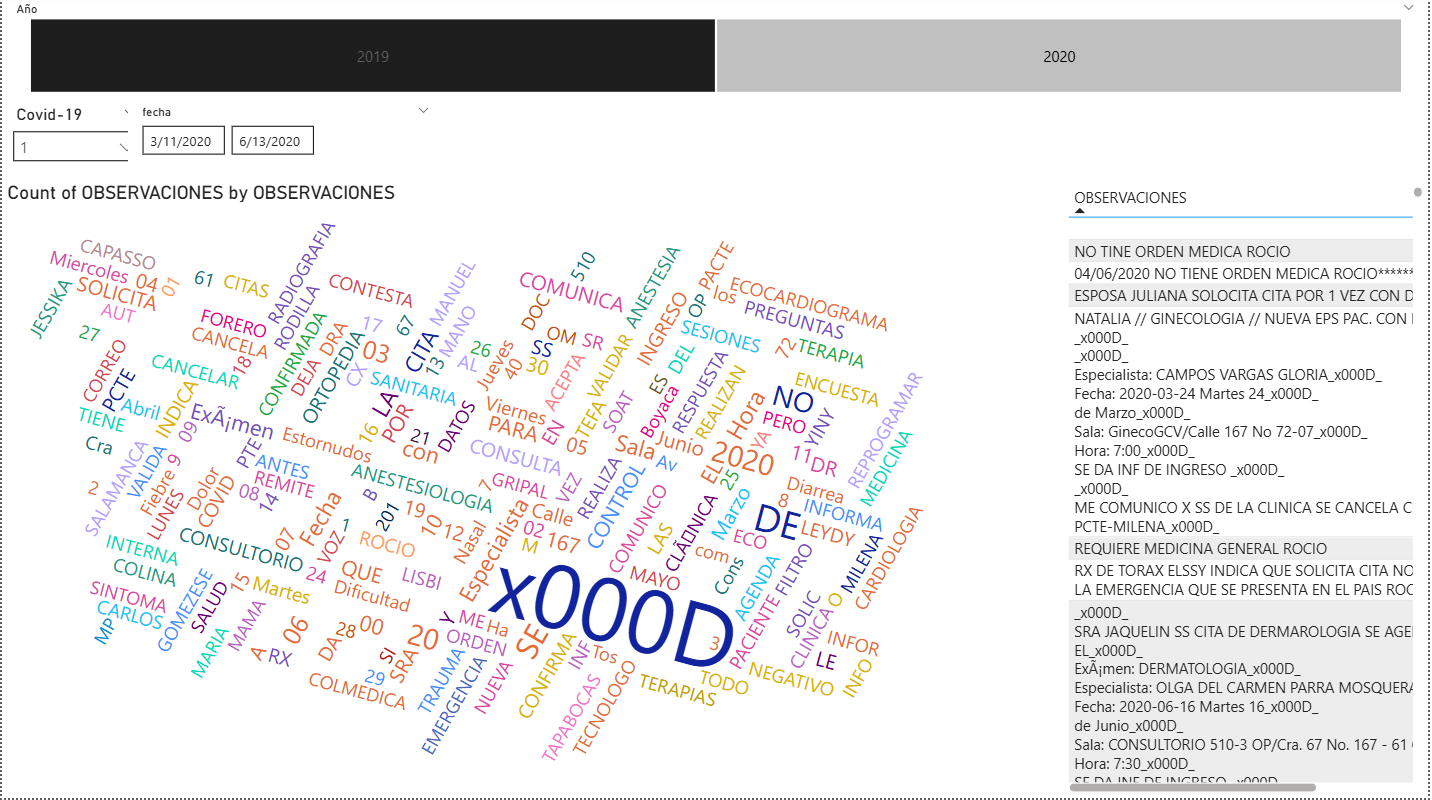 Año
2019
2020
Covid-19
fecha
1
3/11/2020
6/13/2020
Count of OBSERVACIONES by OBSERVACIONES
CAPASSO
Miercoles
04
01
61
CITAS
RADIOGRAFIA
CONTESTA
MANUEL
COMUNICA
510
ANESTESIA
PACTE
ECOCARDIOGRAMA
JESSIKA
SOLICITA
AUT
FORERO
RODILLA
17
67
MANO
DOC
OM
SR
INGRESO
OP
los
PREGUNTAS
27
CANCELA
18
CONFIRMADA
DEJA
DRA
ORTOPEDIA
03
CX
CITA
13
26
AL
SS
30
Jueves
40
ACEPTA
VALIDAR
SESIONES
DEL
72
TERAPIA
CORREO
PCTE
CANCELAR
INDICA
SANITARIA
LA
POR
Viernes
PARA
EN
TEFA
ES
Boyaca
RESPUESTA
REALIZAN
ENCUESTA
NO
PERO
REPROGRAMAR
TIENE
Abril
09
ExÃ¡men
Estornudos
16
21
con
DATOS
05
SOAT
Sala
Junio
Hora
YA
YINY
Cra
SALAMANCA
VALIDA
Fiebre
9
PTE
ANTES
REMITE
ANESTESIOLOGIA
CONSULTA
GRIPAL
VEZ
REALIZA
CONTROL
Av
EL
2020
25
11
DR
MEDICINA
2
LUNES
Dolor
COVID
08
14
Fecha
B
201
19
10
12
7
Nasal
Especialista
02
M
Calle
167
COMUNICO
LAS
CLÃ­NICA
Marzo
8
Diarrea
DE
INFORMA
LEYDY
INTERNA
COLINA
CONSULTORIO
07
24
VOZ
1
ROCIO
QUE
LISBI
MAYO
com
ECO
Cons
AGENDA
FILTRO
MILENA
CARDIOLOGIA
SINTOMA
CARLOS
MP
GOMEZESE
SALUD
15
Martes
Dificultad
x000D
PACIENTE
SOLIC
O
MARIA
MAMA
A
RX
06
DA
28
00
SI
29
SRA
20
Y
ME
Ha
ORDEN
SE
Tos
3
CLINICA
INFOR
LE
INFO
COLMEDICA
TRAUMA
EMERGENCIA
NUEVA
CONFIRMA
INF
TAPABOCAS
TECNOLOGO
TERAPIAS
TODO
NEGATIVO
OBSERVACIONES
NO TINE ORDEN MEDICA ROCIO
04/06/2020 NO TIENE ORDEN MEDICA ROCIO******
ESPOSA JULIANA SOLOCITA CITA POR 1 VEZ CON D
NATALIA // GINECOLOGIA // NUEVA EPS PAC. CON
_x000D_
_x000D_
Especialista: CAMPOS VARGAS GLORIA_x000D_
Fecha: 2020-03-24 Martes 24_x000D_
de Marzo_x000D_
Sala: GinecoGCV/Calle 167 No 72-07_x000D_
Hora: 7:00_x000D_
SE DA INF DE INGRESO _x000D_
_x000D_
ME COMUNICO X SS DE LA CLINICA SE CANCELA C
PCTE-MILENA_x000D_
REQUIERE MEDICINA GENERAL ROCIO
RX DE TORAX ELSSY INDICA QUE SOLICITA CITA NO
LA EMERGENCIA QUE SE PRESENTA EN EL PAIS ROC
_x000D_
SRA JAQUELIN SS CITA DE DERMAROLOGIA SE AGE
EL_x000D_
ExÃ¡men: DERMATOLOGIA_x000D_
Especialista: OLGA DEL CARMEN PARRA MOSQUERA
Fecha: 2020-06-16 Martes 16_x000D_
de Junio_x000D_
Sala: CONSULTORIO 510-3 OP/Cra. 67 No. 167 - 61
Hora: 7:30_x000D_
SE DA INF DE INGRESO _x000D_